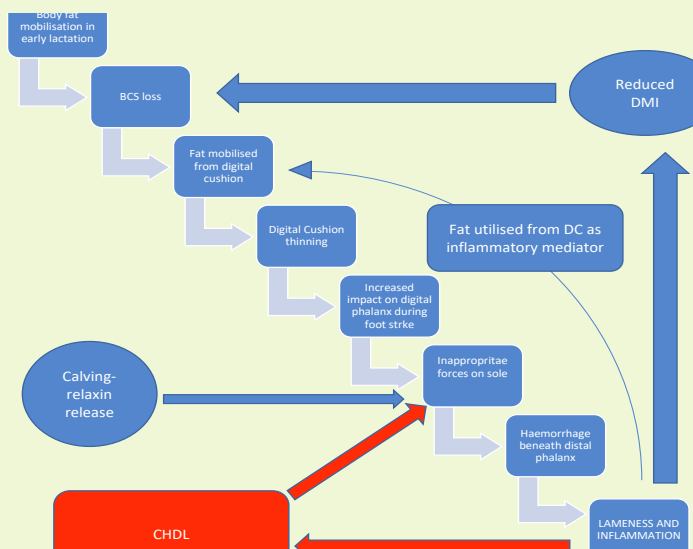 Body fat
mobilisation in
early lactation
BCS loss
Reduced
DMI
Fat mobilised
from digital
cushion
Digital Cushion
thinning
Fat utilised from DC as
inflammatory mediator
Increased
impact on digital
phalanx during
foot strke
Calving-
relaxin
release
Inappropritae
forces on sole
Haemorrhage
beneath distal
phalanx
CHDL
LAMENESS AND
INFLAMMATION